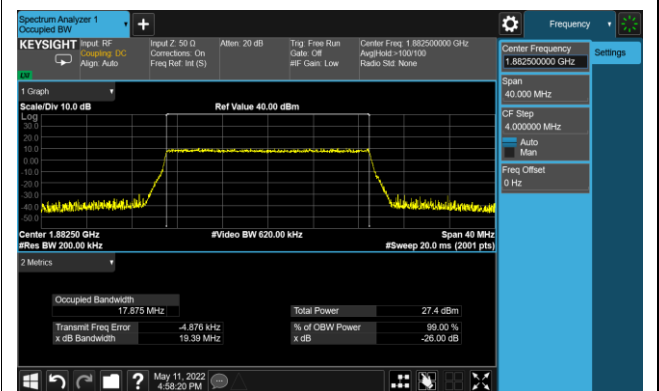 Spectrum Analyzer 1
Occupied BW
Frequency
KEYSIGHT
Input: RF
Coupling: DC
Align: Auto
Input Z: 50 Ω
Corrections: On
Freq Ref: Int (S)
Atten: 20 dB
Trig: Free Run
Gate: Off
#IF Gain: Low
Center Freq: 1.882500000 GHz
Avg|Hold:>100/100
Radio Std: None
Center Frequency
1.882500000 GHz
Settings
Span
40.000 MHz
CF Step
4.000000 MHz
Auto
Man
Freq Offset
0 Hz
1 Graph
Scale/Div 10.0 dB
Ref Value 40.00 dBm
Log
30.0
20.0
10.0
0.00
-10.0
-20.0
-30.0
-40.0
-50.0
Center 1.88250 GHz
#Video BW 620.00 kHz
Span 40 MHz
#Res BW 200.00 kHz
#Sweep 20.0 ms (2001 pts)
2 Metrics
Occupied Bandwidth
17.875 MHz
Total Power
27.4 dBm
Transmit Freq Error
-4.876 kHz
% of OBW Power
99.00 %
x dB Bandwidth
19.39 MHz
x dB
-26.00 dB
?
May 11, 2022
4:58:20 PM